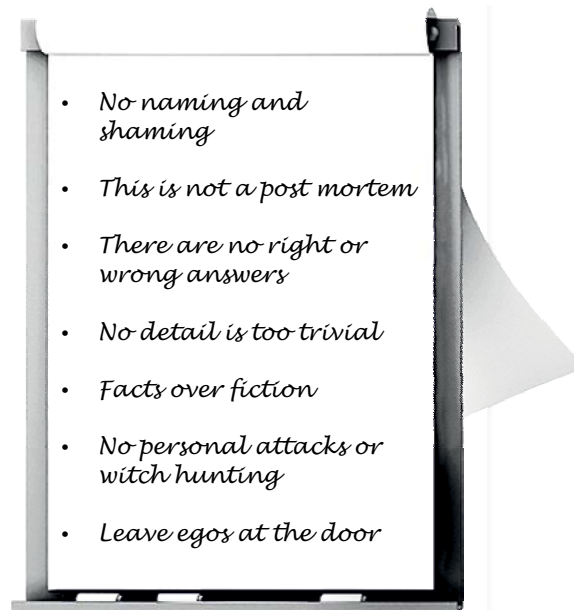 • No naming and
shaming
• This is not a post mortem
• There are no right or
wrong answers
• No detail is too trivial
• Facts over fiction
• No personal attacks or
witch hunting
• Leave egos at the door